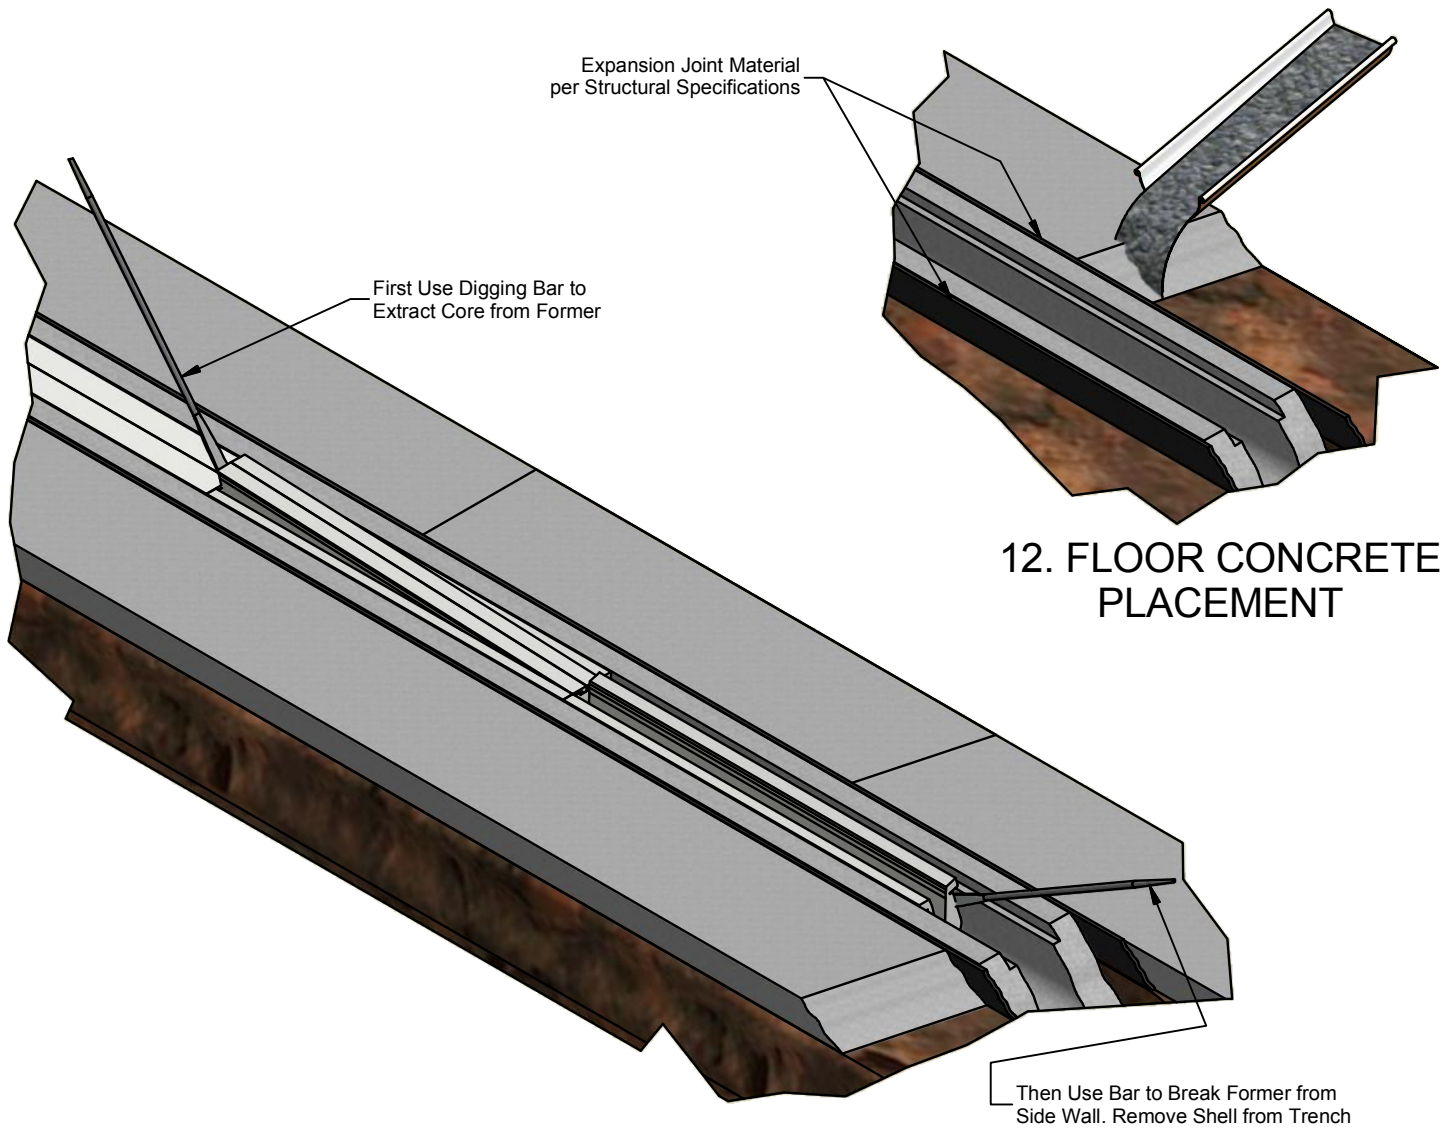 Expansion Joint Material
per Structural Specifications
First Use Digging Bar to
Extract Core from Former
12. FLOOR CONCRETE
PLACEMENT
Then Use Bar to Break Former from
Side Wall. Remove Shell from Trench